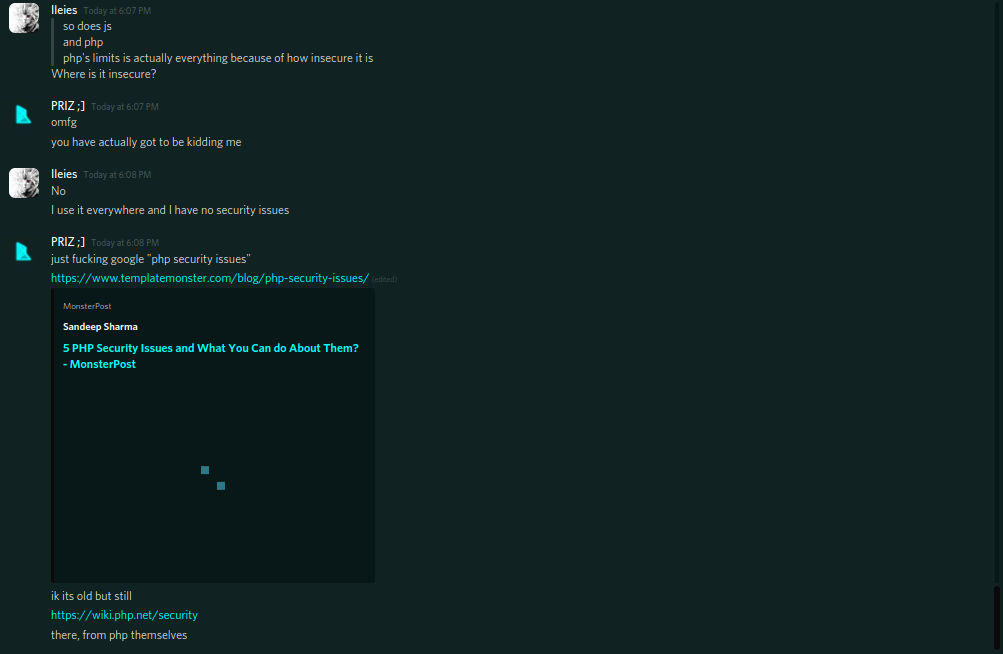 Ileies Today at 6:07 PM
so does js
and php
php's limits is actually everything because of how insecure it is
Where is it insecure?
PRIZ ;] Today at 6:07 PM
omfg
you have actually got to be kidding me
Ileies Today at 6:08 PM
No
I use it everywhere and I have no security issues
PRIZ ;] Today at 6:08 PM
just fucking google "php security issues"
https://www.templatemonster.com/blog/php-security-issues/ (edited)
MonsterPost
Sandeep Sharma
5 PHP Security Issues and What You Can do About Them?
- MonsterPost
ik its old but still
https://wiki.php.net/security
there, from php themselves